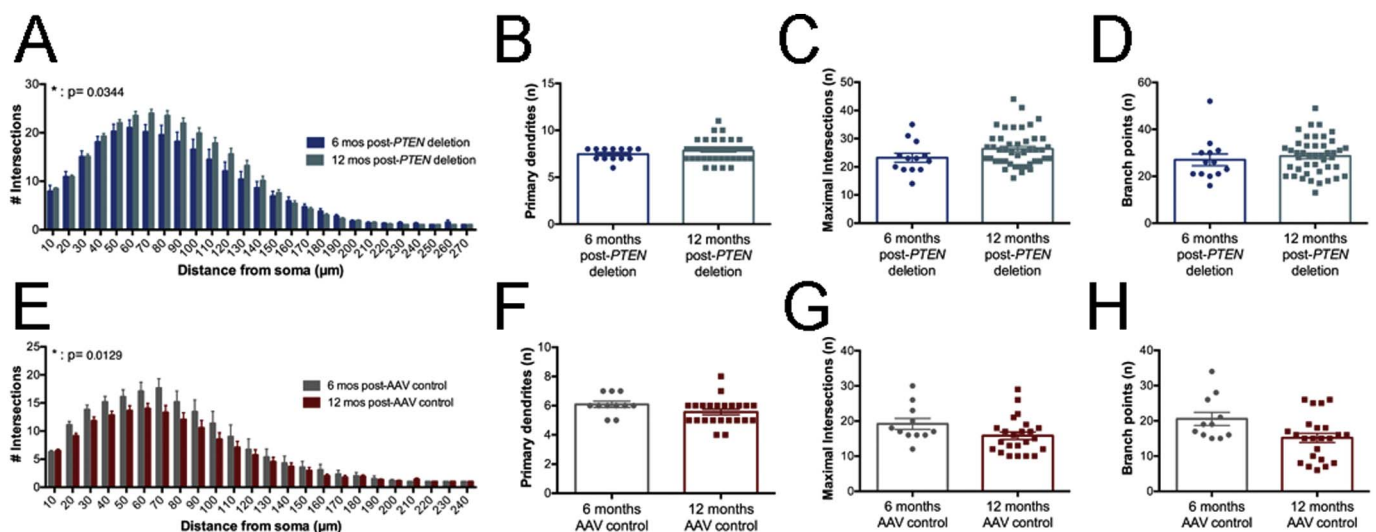 A
# Intersections
30
20
10
0
* : p= 0.0344
6 mos post-PTEN deletion
12 mos post-PTEN deletion
10 20 30 40 50 60 70 80 90 100 110 120 130 140 150 160 170 180 190 200 210 220 230 240 250 260 270
Distance from soma (µm)
B
Primary dendrites (n)
15
10
5
0
6 months
post-PTEN
deletion
12 months
post-PTEN
deletion
C
Maximal Intersections (n)
50
40
30
20
10
0
6 months
post-PTEN
deletion
12 months
post-PTEN
deletion
D
Branch points (n)
60
40
20
0
6 months
post-PTEN
deletion
12 months
post-PTEN
deletion
E
# Intersections
25
20
15
10
5
0
* : p= 0.0129
6 mos post-AAV control
12 mos post-AAV control
10 20 30 40 50 60 70 80 90 100 110 120 130 140 150 160 170 180 190 200 210 220 230 240
Distance from soma (µm)
F
Primary dendrites (n)
10
8
6
4
2
0
6 months
AAV control
12 months
AAV control
G
Maximal Intersections (n)
40
30
20
10
0
6 months
AAV control
12 months
AAV control
H
Branch points (n)
40
30
20
10
0
6 months
AAV control
12 months
AAV control